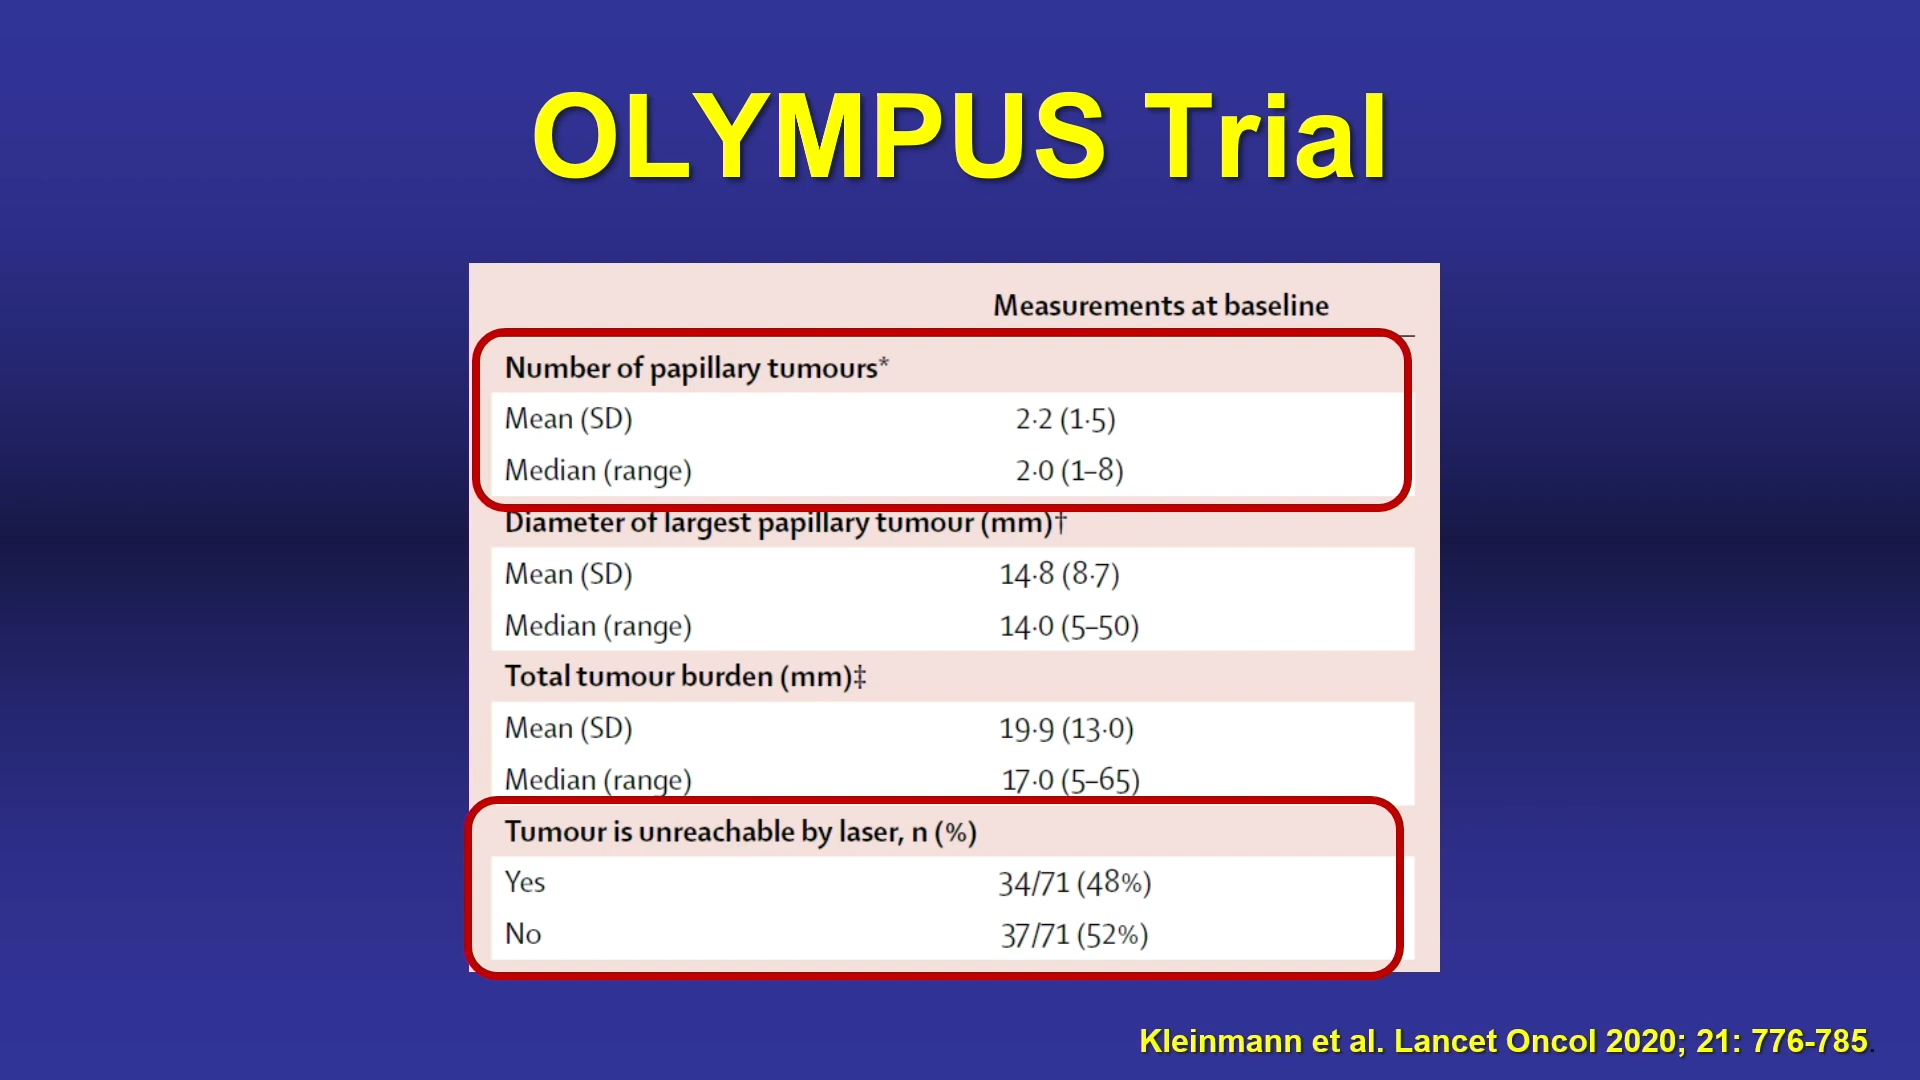 OLYMPUS Trial
Measurements at baseline
Number of papillary tumours*
Mean (SD) 2·2 (1·5)
Median (range) 2·0 (1–8)
Diameter of largest papillary tumour (mm)†
Mean (SD) 14·8 (8·7)
Median (range) 14·0 (5–50)
Total tumour burden (mm)‡
Mean (SD) 19·9 (13·0)
Median (range) 17·0 (5–65)
Tumour is unreachable by laser, n (%)
Yes 34/71 (48%)
No 37/71 (52%)
Kleinmann et al. Lancet Oncol 2020; 21: 776-785.